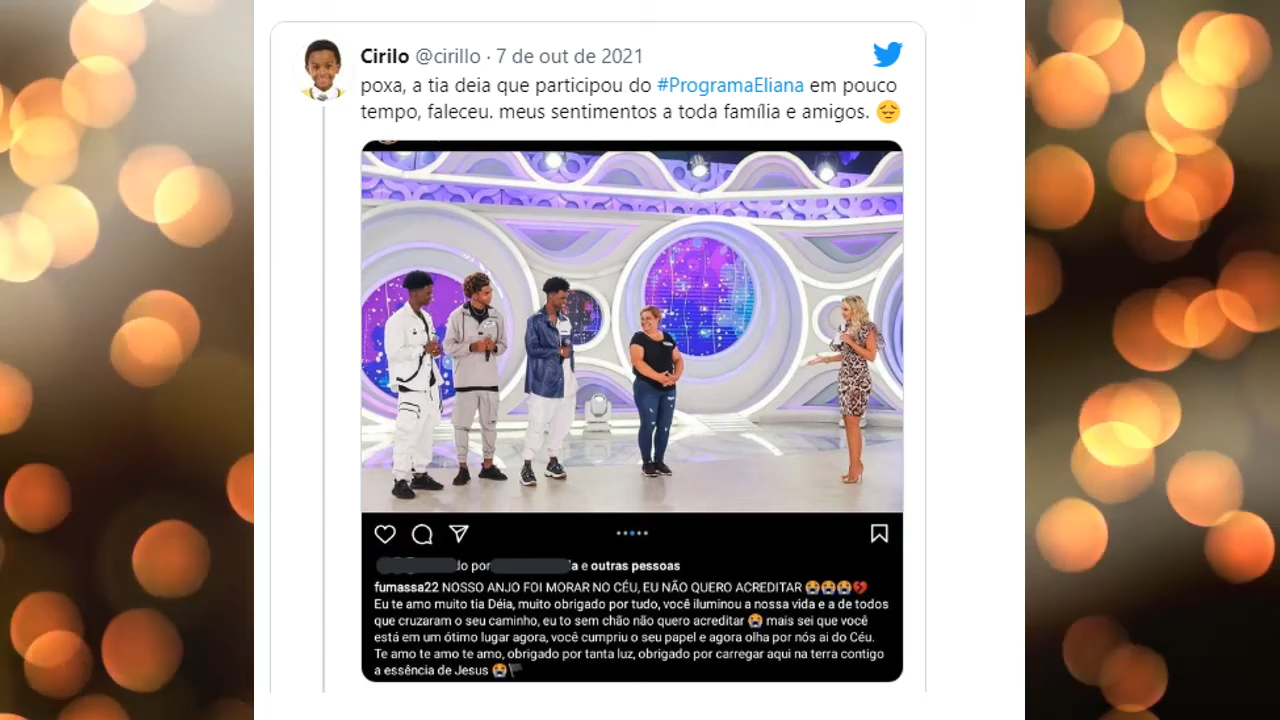 Cirilo @cirillo · 7 de out de 2021
poxa, a tia deia que participou do #ProgramaEliana em pouco
tempo, faleceu. meus sentimentos a toda família e amigos. 😔
por e outras pessoas
fumassa22 NOSSO ANJO FOI MORAR NO CÉU, EU NÃO QUERO ACREDITAR 😭😭😭💔
Eu te amo muito tia Déia, muito obrigado por tudo, você iluminou a nossa vida e a de todos
que cruzaram o seu caminho, eu to sem chão não quero acreditar 😭 mais sei que você
está em um ótimo lugar agora, você cumpriu o seu papel e agora olha por nós ai do Céu.
Te amo te amo te amo, obrigado por tanta luz, obrigado por carregar aqui na terra contigo
a essência de Jesus 😭🏴